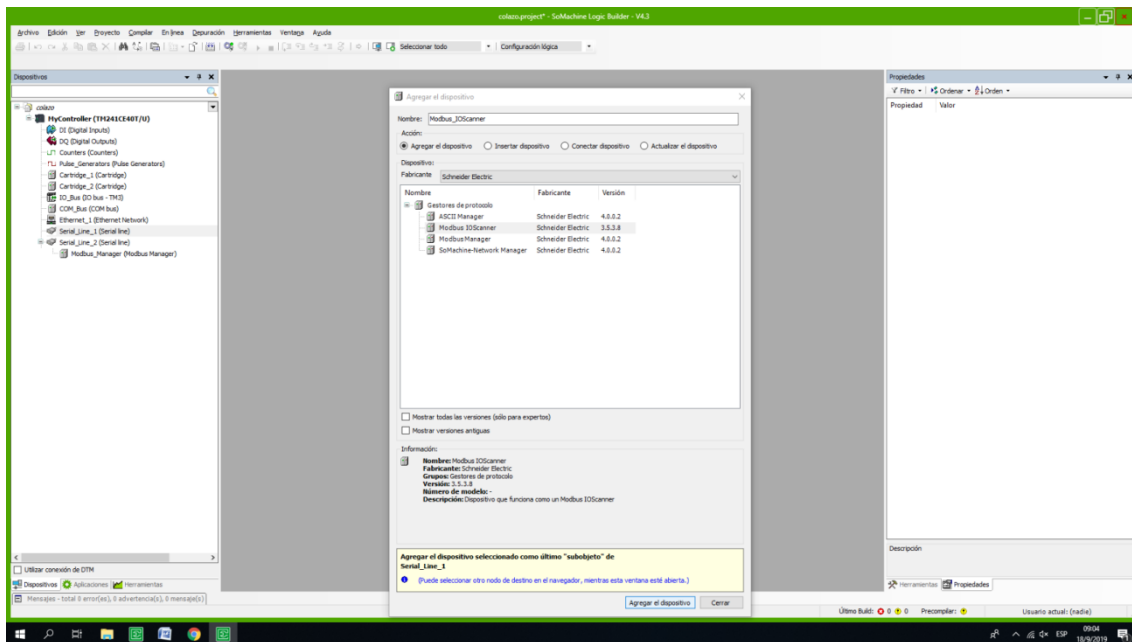 colazo.project* - SoMachine Logic Builder - V4.3
Archivo Edición Ver Proyecto Compilar En línea Depuración Herramientas Ventana Ayuda
Seleccionar todo Configuración lógica
Dispositivos
colazo
MyController (TM241CE40T/U)
DI (Digital Inputs)
DQ (Digital Outputs)
Counters (Counters)
Pulse_Generators (Pulse Generators)
Cartridge_1 (Cartridge)
Cartridge_2 (Cartridge)
IO_Bus (IO bus - TM3)
COM_Bus (COM bus)
Ethernet_1 (Ethernet Network)
Serial_Line_1 (Serial line)
Serial_Line_2 (Serial line)
Modbus_Manager (Modbus Manager)
Utilizar conexión de DTM
Dispositivos Aplicaciones Herramientas
Mensajes - total 0 error(es), 0 advertencia(s), 0 mensaje(s)
Agregar el dispositivo
Nombre: Modbus_IOScanner
Acción:
Agregar el dispositivo Insertar dispositivo Conectar dispositivo Actualizar el dispositivo
Dispositivo:
Fabricante Schneider Electric
Nombre Fabricante Versión
Gestores de protocolo
ASCII Manager Schneider Electric 4.0.0.2
Modbus IOScanner Schneider Electric 3.5.3.8
Modbus Manager Schneider Electric 4.0.0.2
SoMachine-Network Manager Schneider Electric 4.0.0.2
Mostrar todas las versiones (sólo para expertos)
Mostrar versiones antiguas
Información:
Nombre: Modbus IOScanner
Fabricante: Schneider Electric
Grupos: Gestores de protocolo
Versión: 3.5.3.8
Número de modelo: -
Descripción: Dispositivo que funciona como un Modbus IOScanner
Agregar el dispositivo seleccionado como último "subobjeto" de
Serial_Line_1
(Puede seleccionar otro nodo de destino en el navegador, mientras esta ventana esté abierta.)
Agregar el dispositivo Cerrar
Propiedades
Filtro Ordenar Orden
Propiedad Valor
Descripción
Herramientas Propiedades
Último Build: 0 0 Precompilar: Usuario actual: (nadie)
ESP
09:04
18/9/2019